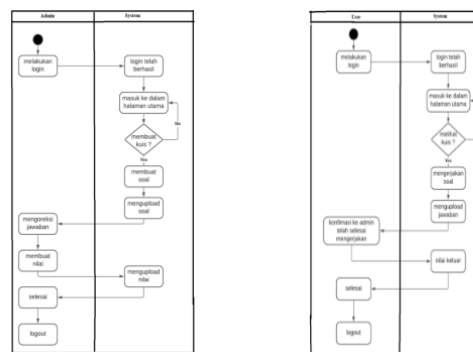 Admin
System
melakukan
login
login telah
berhasil
masuk ke dalam
halaman utama
No
membuat
kuis ?
Yes
membuat
soal
mengupload
soal
mengoreksi
jawaban
membuat
nilai
mengupload
nilai
selesai
logout
User
System
melakukan
login
login telah
berhasil
masuk ke dalam
halaman utama
melihat
kuis ?
Yes
mengerjakan
soal
mengupload
jawaban
konfirmasi ke admin
telah selesai
mengerjakan
nilai keluar
selesai
logout